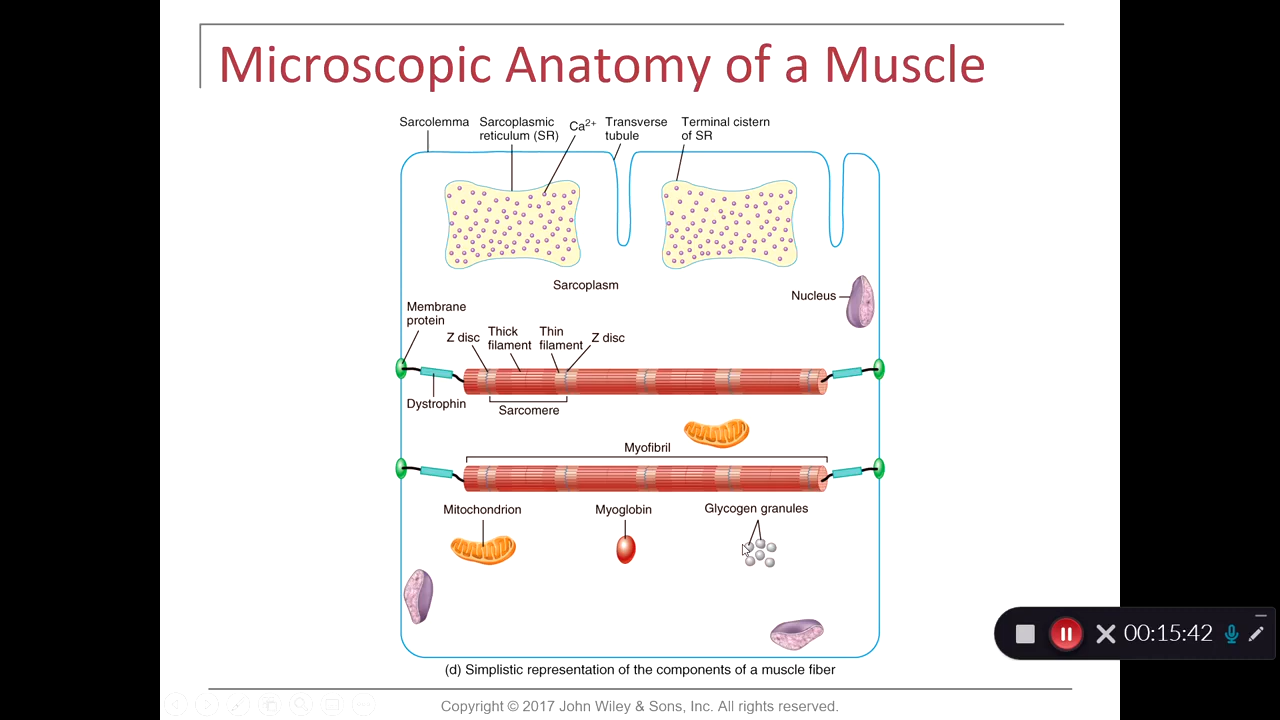 Microscopic Anatomy of a Muscle
Sarcolemma
Sarcoplasmic
reticulum (SR)
Ca2+
Transverse
tubule
Terminal cistern
of SR
Sarcoplasm
Nucleus
Membrane
protein
Z disc
Thick
filament
Thin
filament
Z disc
Dystrophin
Sarcomere
Myofibril
Mitochondrion
Myoglobin
Glycogen granules
00:15:42
(d) Simplistic representation of the components of a muscle fiber
Copyright © 2017 John Wiley & Sons, Inc. All rights reserved.